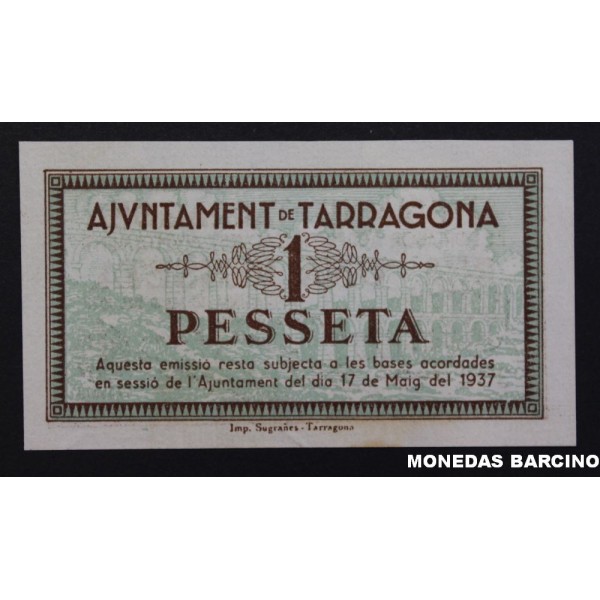 AJVNTAMENT DE TARRAGONA
1
PESSETA
Aquesta emissió resta subjecta a les bases acordades
en sessió de l'Ajuntament del dia 17 de Maig del 1937
Imp. Sugrañes - Tarragona
MONEDAS BARCINO